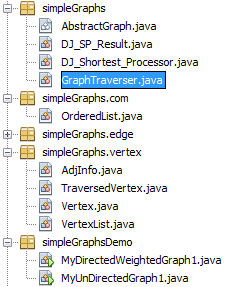 simpleGraphs
AbstractGraph.java
DJ_SP_Result.java
DJ_Shortest_Processor.java
GraphTraverser.java
simpleGraphs.com
OrderedList.java
simpleGraphs.edge
simpleGraphs.vertex
AdjInfo.java
TraversedVertex.java
Vertex.java
VertexList.java
simpleGraphsDemo
MyDirectedWeightedGraph1.java
MyUnDirectedGraph1.java